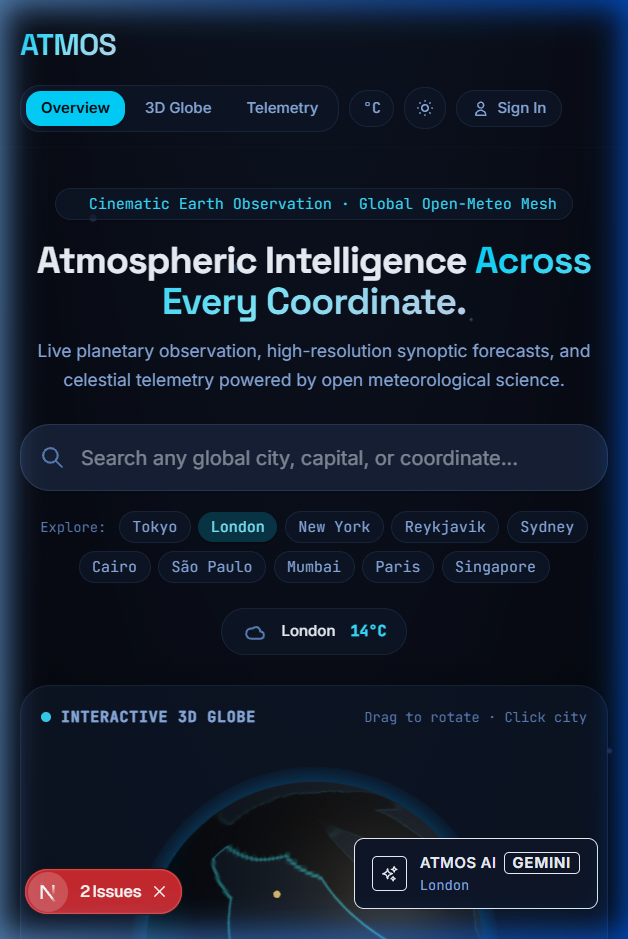 ATMOS
Overview 3D Globe Telemetry °C Sign In
Cinematic Earth Observation · Global Open-Meteo Mesh
Atmospheric Intelligence Across
Every Coordinate.
Live planetary observation, high-resolution synoptic forecasts, and
celestial telemetry powered by open meteorological science.
Search any global city, capital, or coordinate...
Explore: Tokyo London New York Reykjavik Sydney
Cairo São Paulo Mumbai Paris Singapore
London 14°C
INTERACTIVE 3D GLOBE Drag to rotate · Click city
ATMOS AI GEMINI
London
N 2 Issues